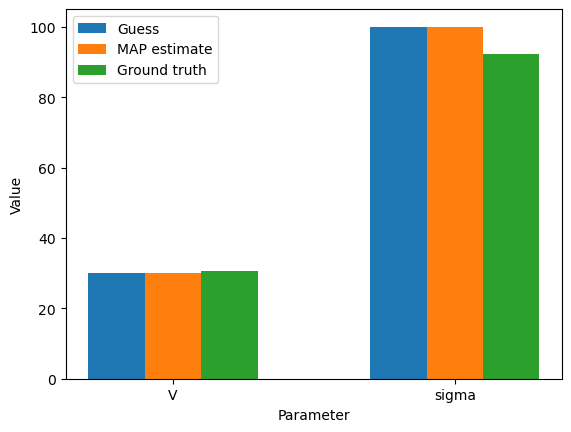 Guess
MAP estimate
Ground truth
Value
100
80
60
40
20
0
V
sigma
Parameter